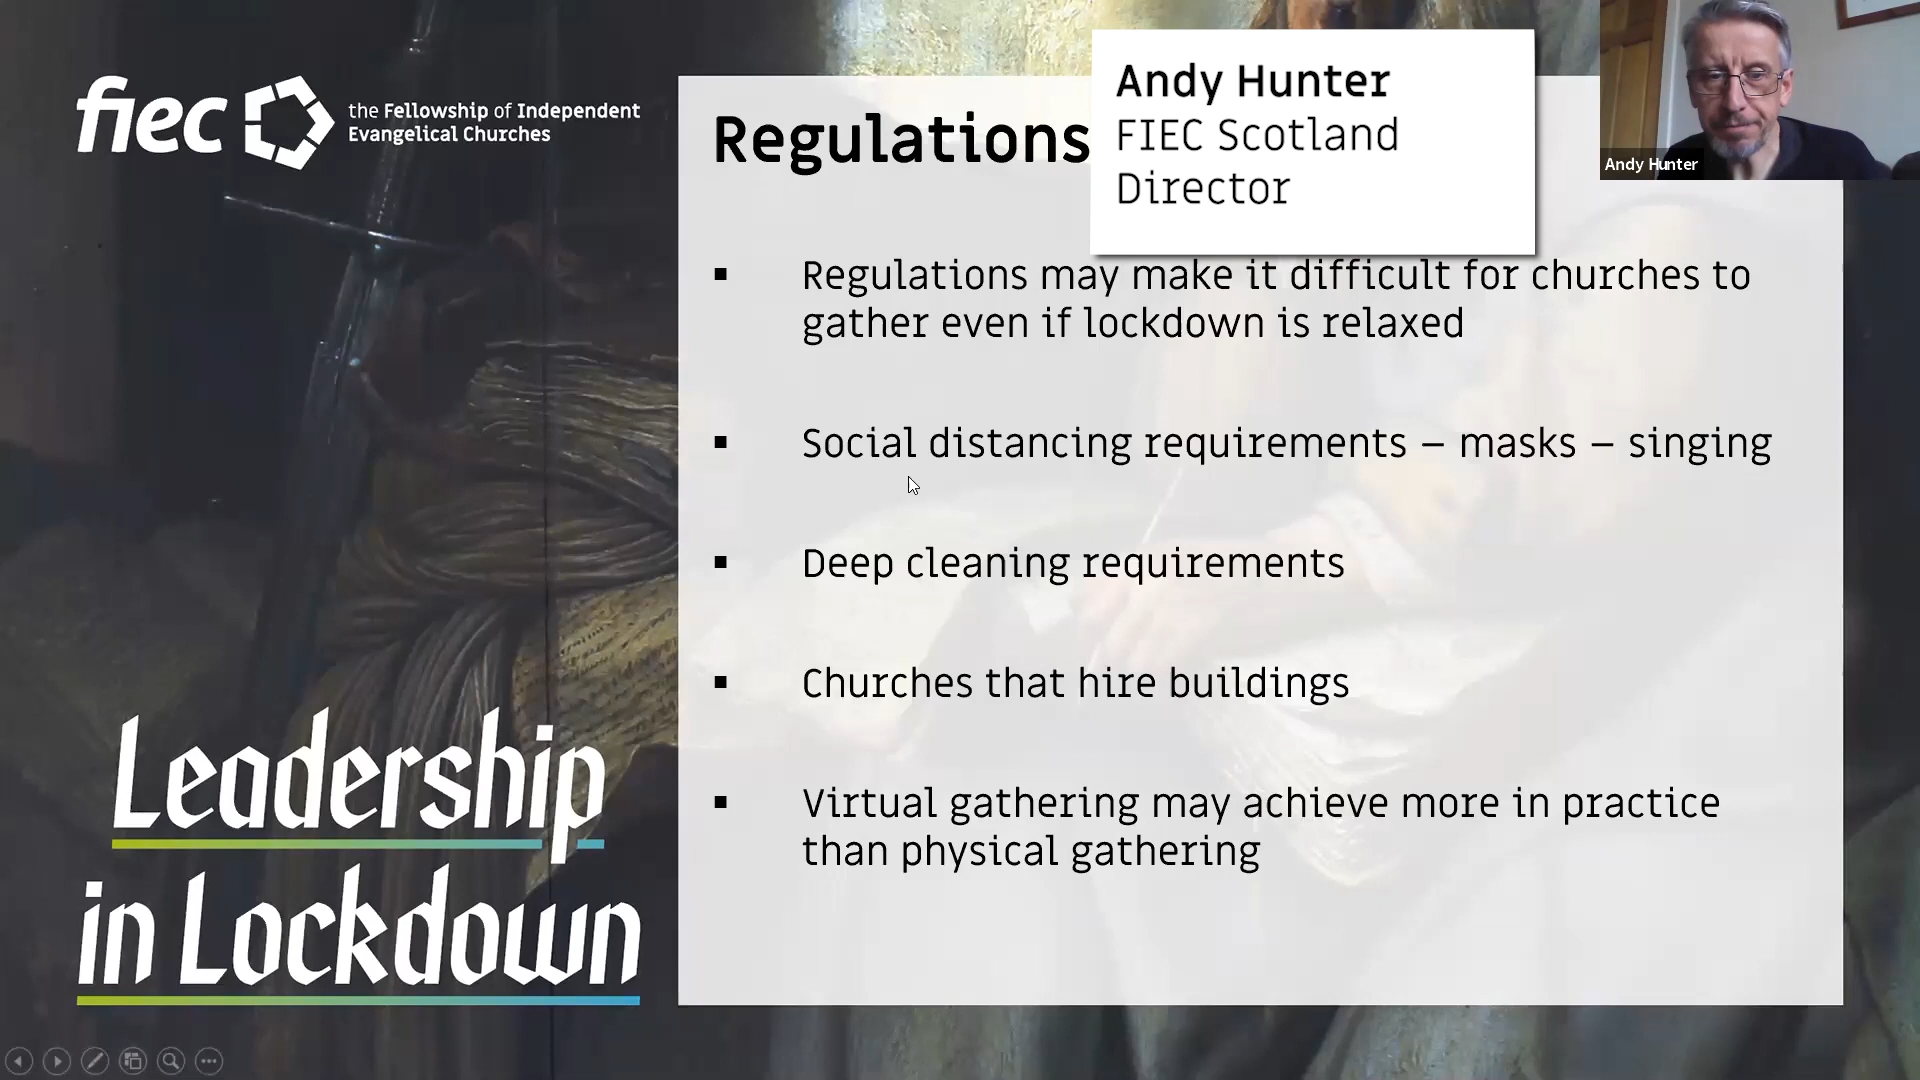 fiec
the Fellowship of Independent
Evangelical Churches
Regulations
Andy Hunter
FIEC Scotland
Director
Andy Hunter
Regulations may make it difficult for churches to
gather even if lockdown is relaxed
Social distancing requirements – masks – singing
Deep cleaning requirements
Churches that hire buildings
Virtual gathering may achieve more in practice
than physical gathering
Leadership
in Lockdown